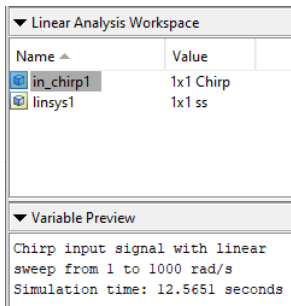 Linear Analysis Workspace
Name Value
in_chirp1 1x1 Chirp
linsys1 1x1 ss
Variable Preview
Chirp input signal with linear
sweep from 1 to 1000 rad/s
Simulation time: 12.5651 seconds